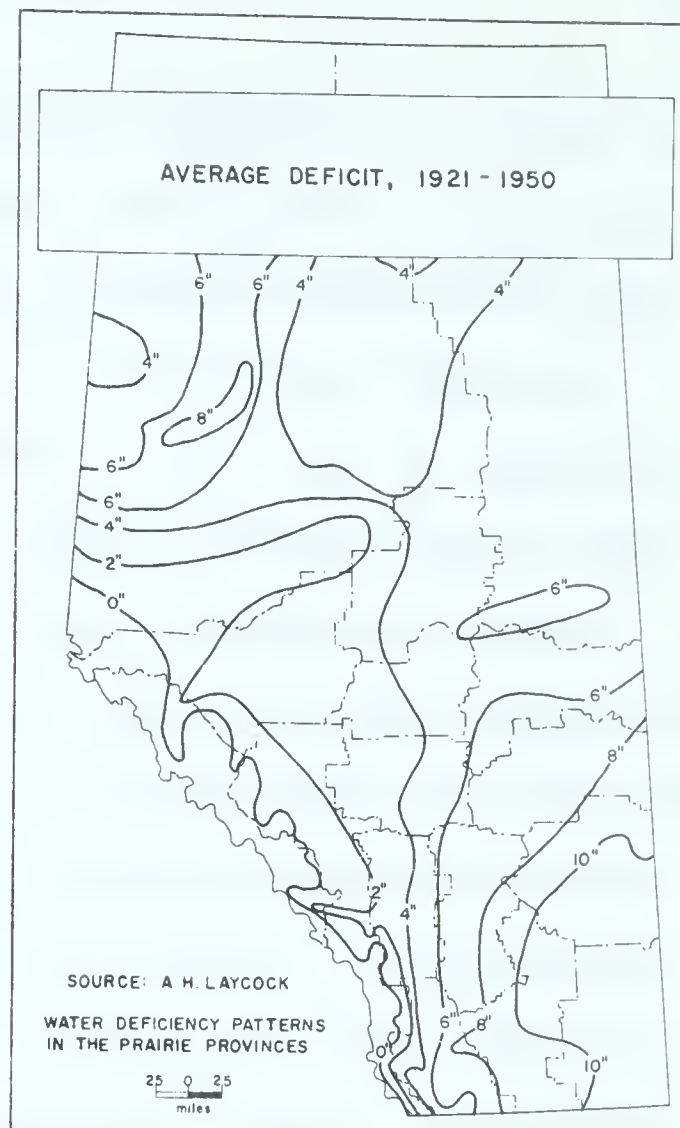 AVERAGE DEFICIT, 1921 - 1950
6" 6" 4" 4" 4"
4"
8"
6"
6"
4"
2"
0"
6"
6"
8"
10"
2"
4"
6"
8"
0"
10"
SOURCE: A H. LAYCOCK
WATER DEFICIENCY PATTERNS
IN THE PRAIRIE PROVINCES
25 0 25
miles